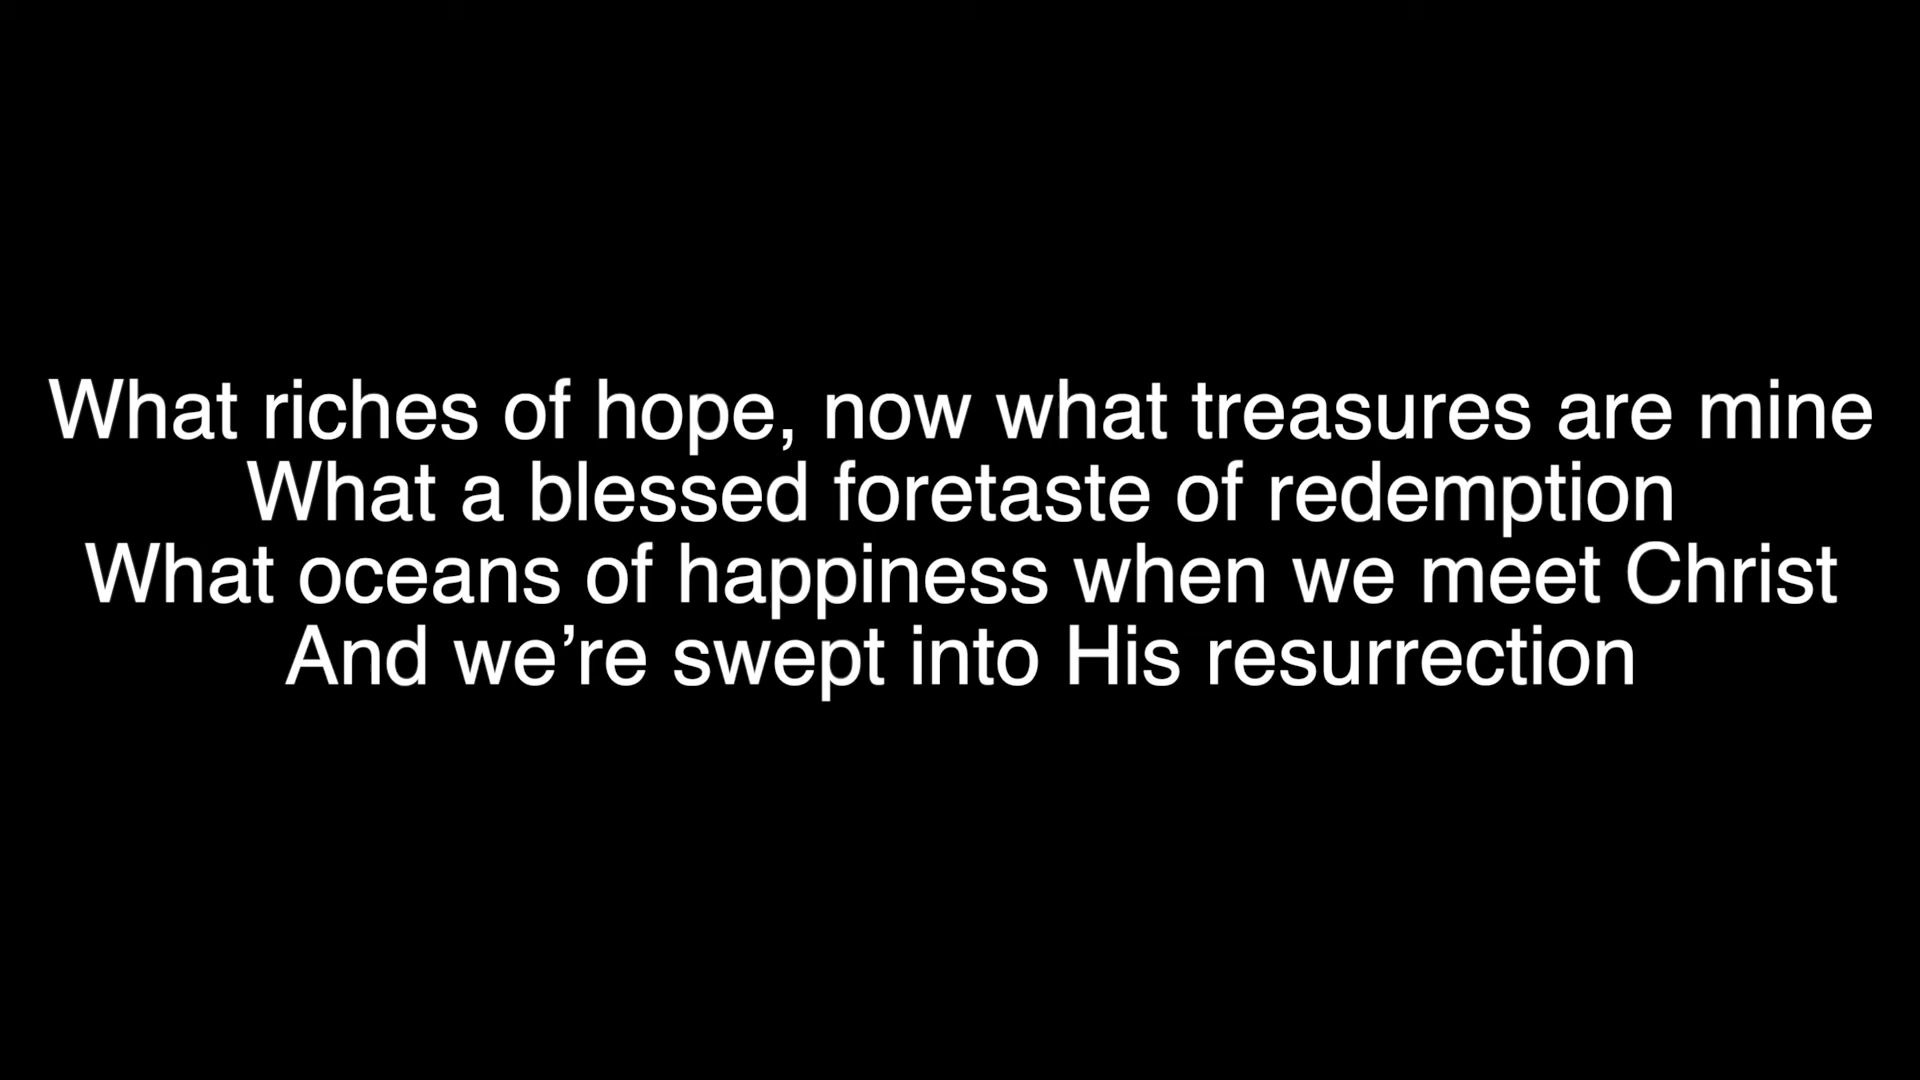 What riches of hope, now what treasures are mine
What a blessed foretaste of redemption
What oceans of happiness when we meet Christ
And we’re swept into His resurrection